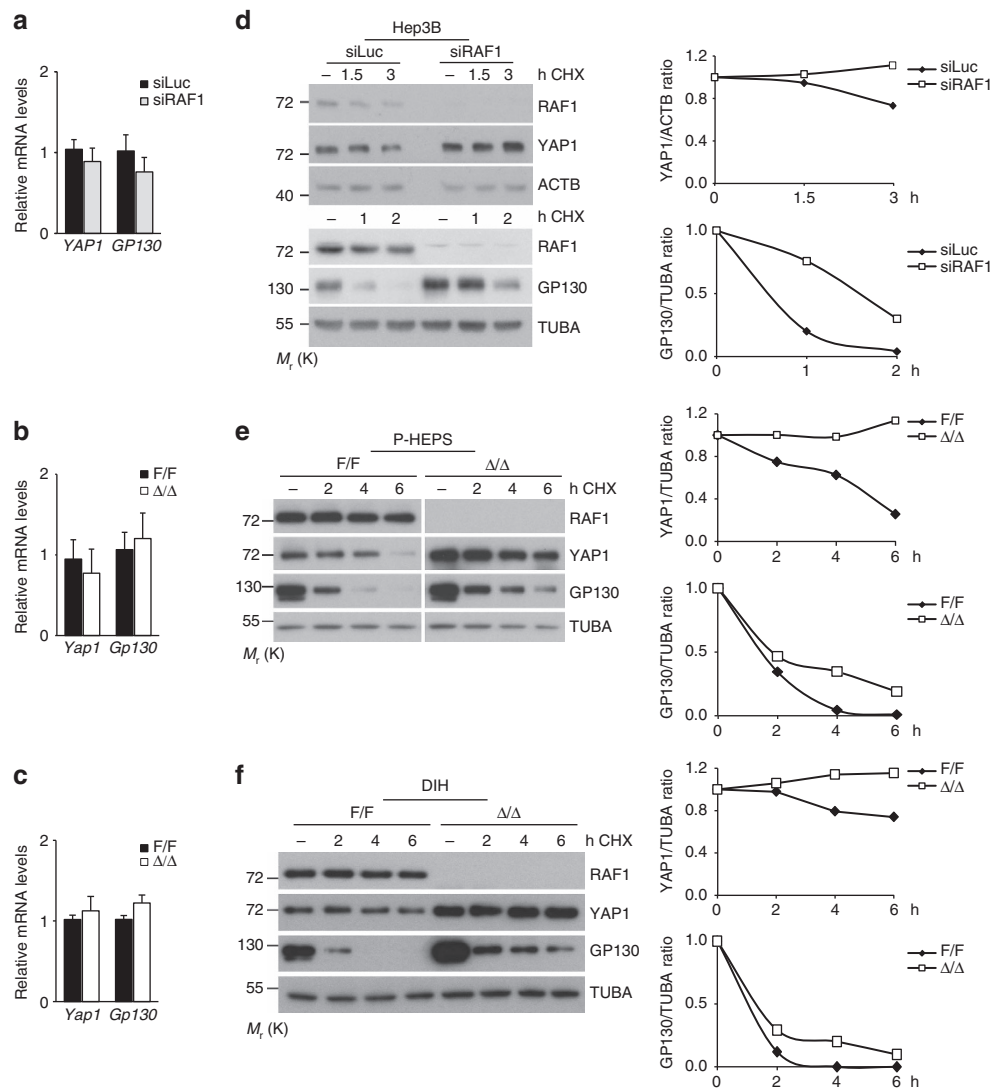 a
2
1
0
Relative mRNA levels
siLuc
siRAF1
YAP1 GP130
b
2
1
0
Relative mRNA levels
F/F
Δ/Δ
Yap1 Gp130
c
2
1
0
Relative mRNA levels
F/F
Δ/Δ
Yap1 Gp130
d
Hep3B
siLuc siRAF1
– 1.5 3 – 1.5 3 h CHX
72 RAF1
72 YAP1
40 ACTB
– 1 2 – 1 2 h CHX
72 RAF1
130 GP130
55 TUBA
Mr (K)
YAP1/ACTB ratio
1.2
0.8
0.4
0.0
0 1.5 3 h
siLuc
siRAF1
GP130/TUBA ratio
1.0
0.5
0.0
0 1 2 h
siLuc
siRAF1
e
P-HEPS
F/F Δ/Δ
– 2 4 6 – 2 4 6 h CHX
72 RAF1
72 YAP1
130 GP130
55 TUBA
Mr (K)
YAP1/TUBA ratio
1.2
0.8
0.4
0
0 2 4 6 h
F/F
Δ/Δ
GP130/TUBA ratio
1.0
0.5
0.0
0 2 4 6 h
F/F
Δ/Δ
f
DIH
F/F Δ/Δ
– 2 4 6 – 2 4 6 h CHX
72 RAF1
72 YAP1
130 GP130
55 TUBA
Mr (K)
YAP1/TUBA ratio
1.2
0.8
0.4
0.0
0 2 4 6 h
F/F
Δ/Δ
GP130/TUBA ratio
1.0
0.5
0.0
0 2 4 6 h
F/F
Δ/Δ